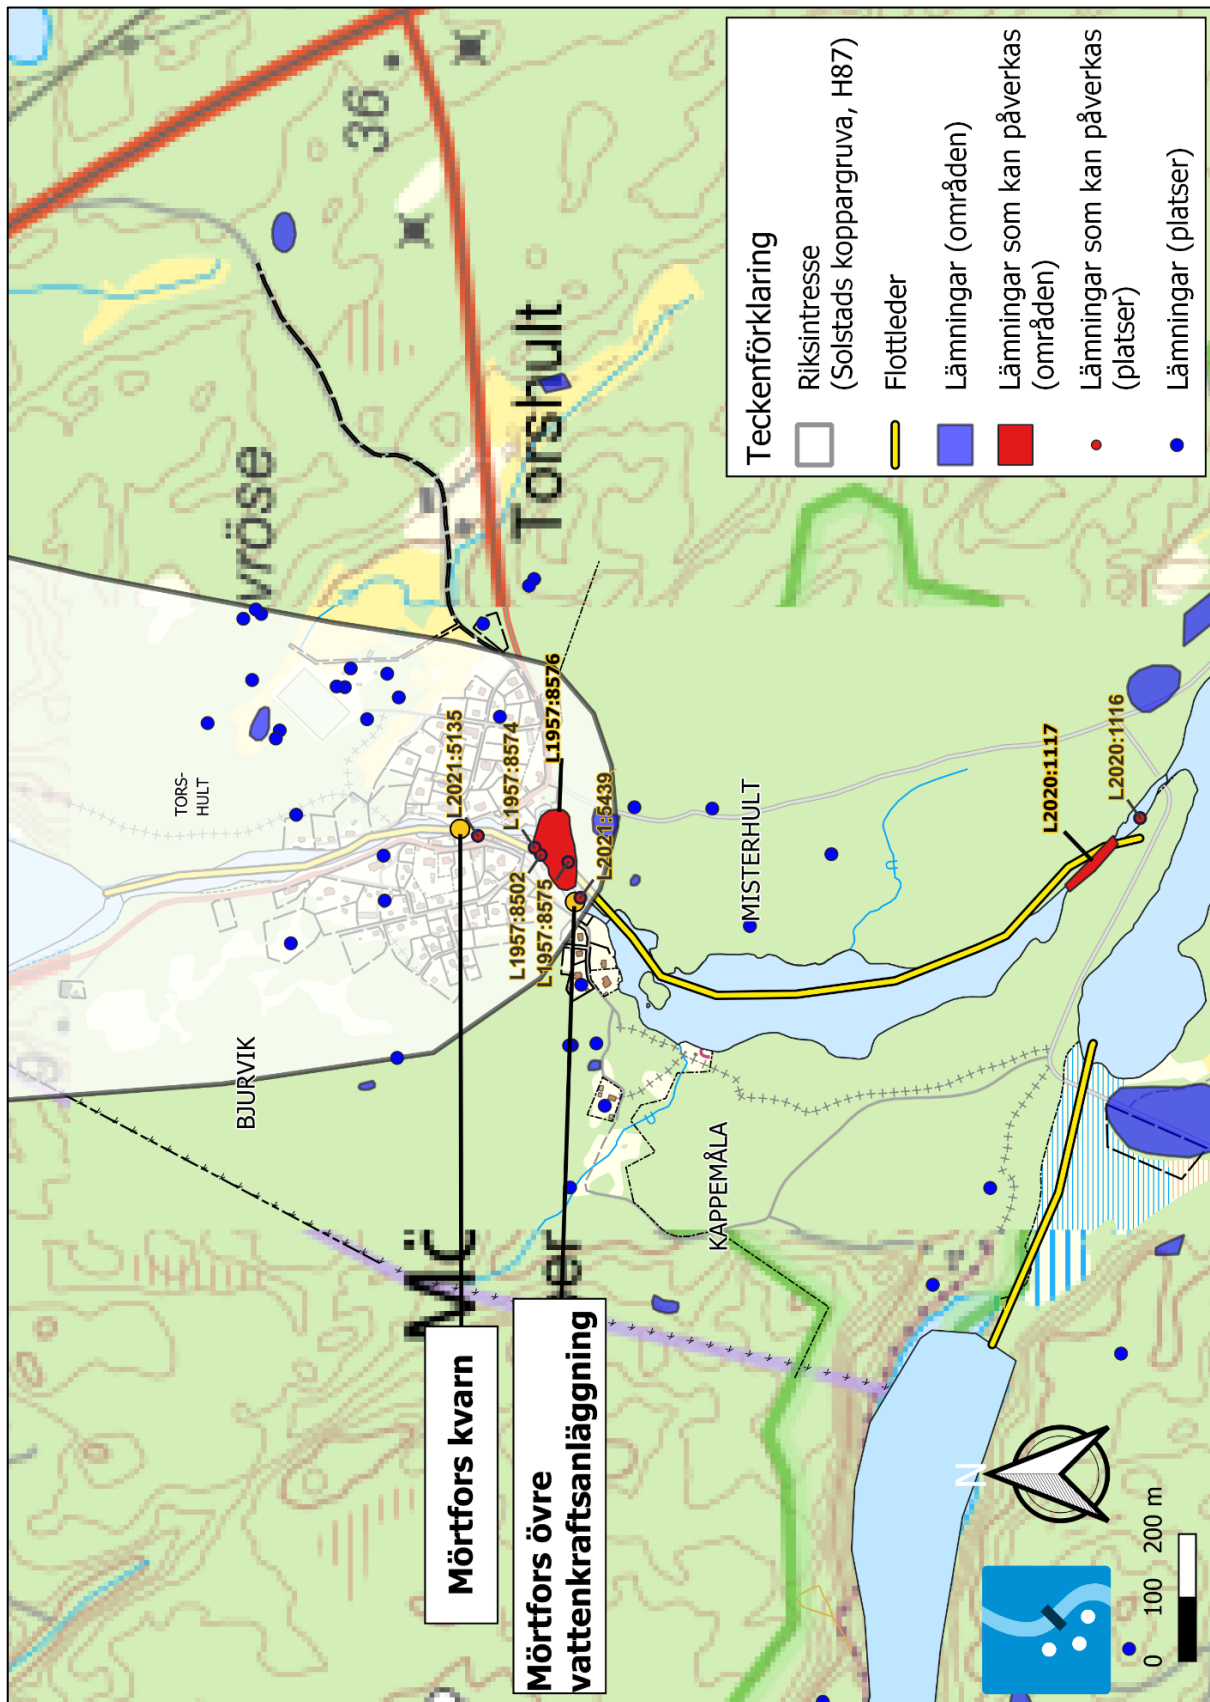 Mörtfors kvarn
Mörtfors övre
vattenkraftsanläggning
BJURVIK
TORS-
HULT
vröse
36
Torshult
L2021:5135
L1957:8574
L1957:8576
L1957:8502
L1957:8575
L2021:5439
MISTERHULT
KAPPEMÅLA
L2020:1117
L2020:1116
N
0 100 200 m
Teckenförklaring
Riksintresse
(Solstads koppargruva, H87)
Flottleder
Lämningar (områden)
Lämningar som kan påverkas
(områden)
Lämningar som kan påverkas
(platser)
Lämningar (platser)